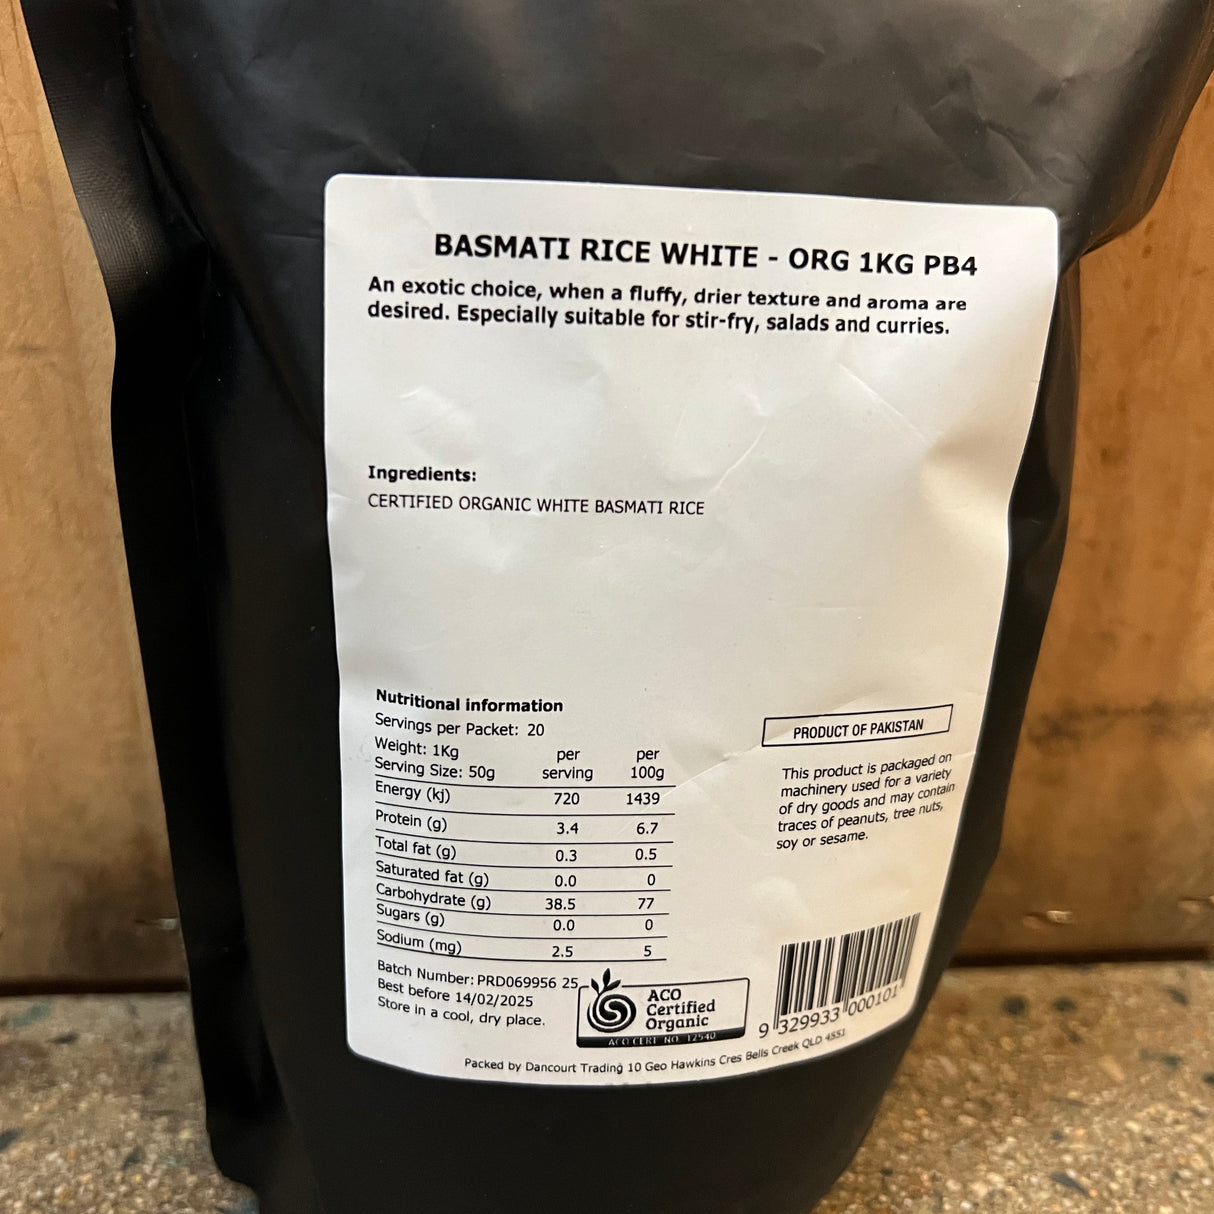 BASMATI RICE WHITE - ORG 1KG PB4
An exotic choice, when a fluffy, drier texture and aroma are
desired. Especially suitable for stir-fry, salads and curries.
Ingredients:
CERTIFIED ORGANIC WHITE BASMATI RICE
Nutritional information
Servings per Packet: 20
Weight: 1Kg per per
Serving Size: 50g serving 100g
Energy (kj) 720 1439
Protein (g) 3.4 6.7
Total fat (g) 0.3 0.5
Saturated fat (g) 0.0 0
Carbohydrate (g) 38.5 77
Sugars (g) 0.0 0
Sodium (mg) 2.5 5
Batch Number: PRD069956 25
Best before 14/02/2025
Store in a cool, dry place.
PRODUCT OF PAKISTAN
This product is packaged on
machinery used for a variety
of dry goods and may contain
traces of peanuts, tree nuts,
soy or sesame.
ACO
Certified
Organic
ACO CERT NO. 12540
9 329933 000101
Packed by Dancourt Trading 10 Geo Hawkins Cres Bells Creek QLD 4551